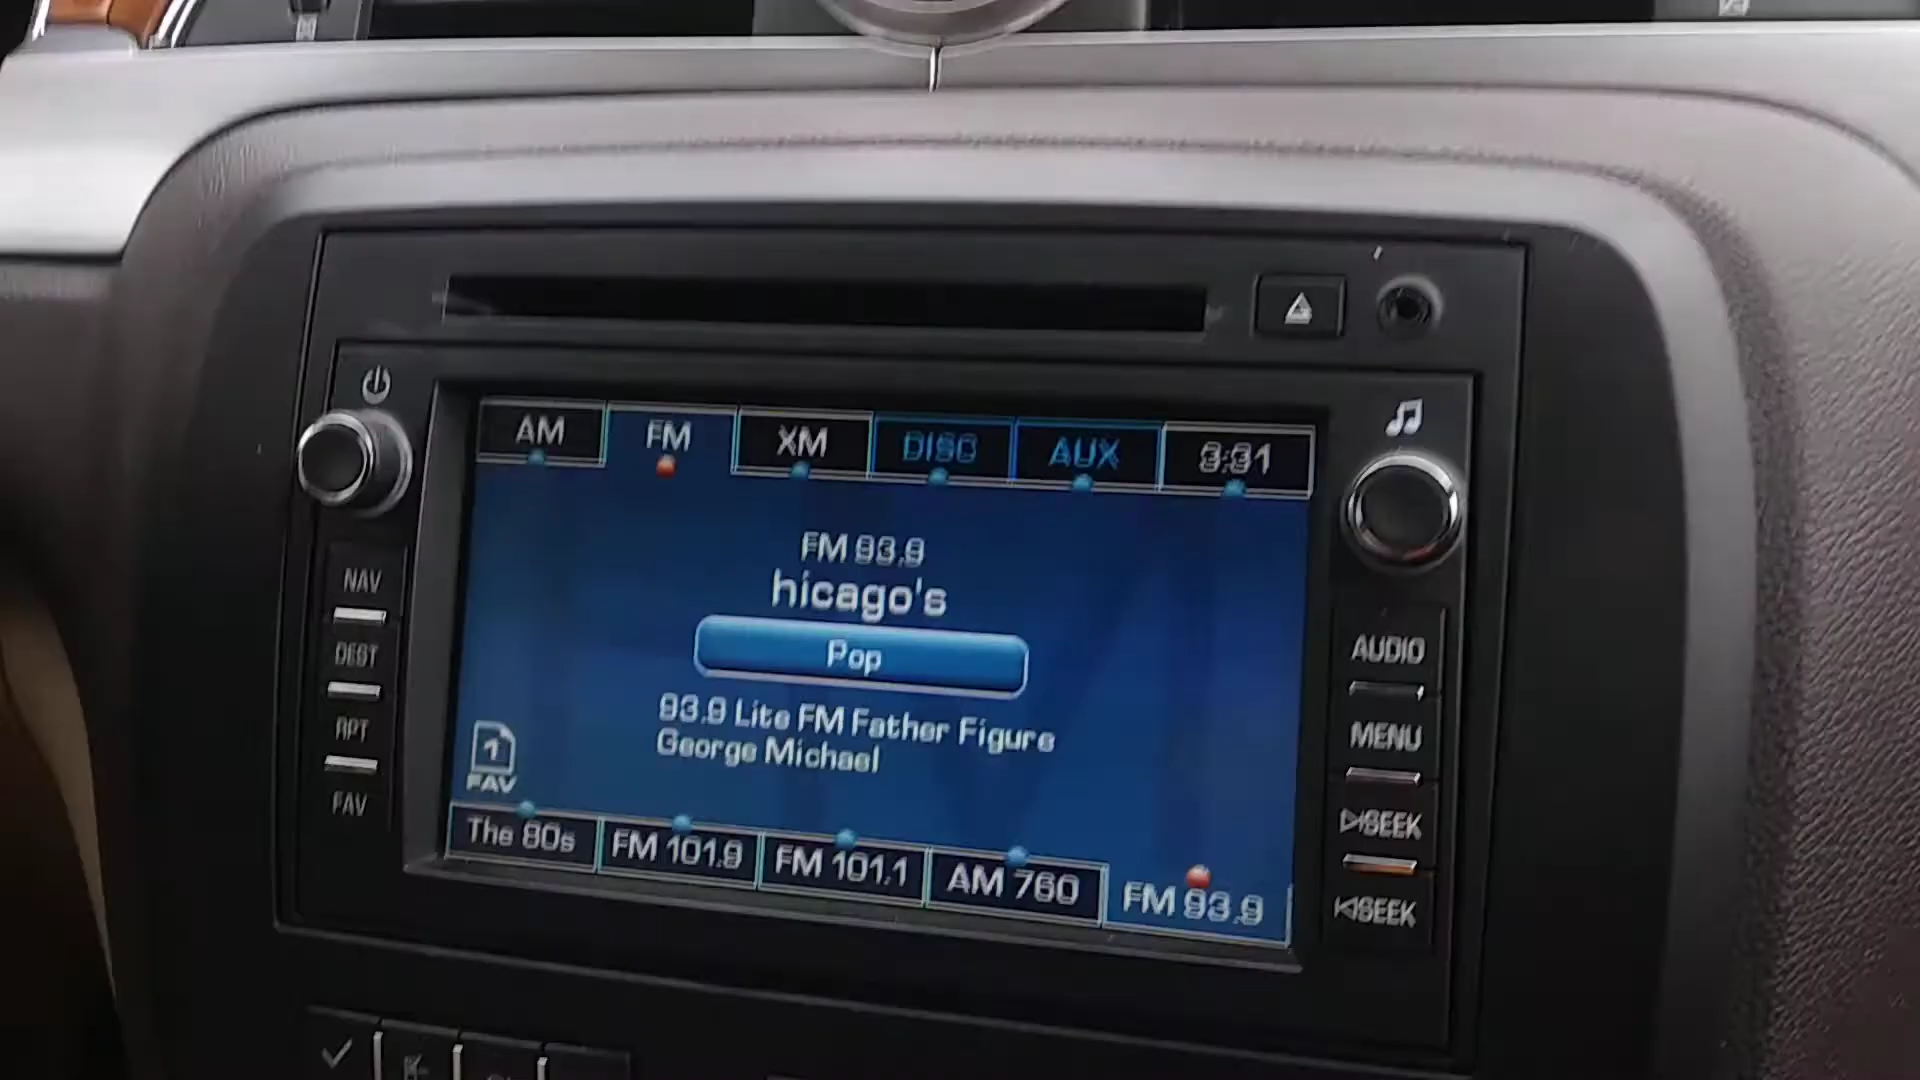 AM FM XM DISC AUX
FM 93.9
hicago's
Pop
93.9 Lite FM Father Figure
George Michael
1
FAV
The 80s FM 101.9 FM 101.1 AM 760 FM 93.9
NAV
DEST
RPT
FAV
AUDIO
MENU
SEEK
SEEK